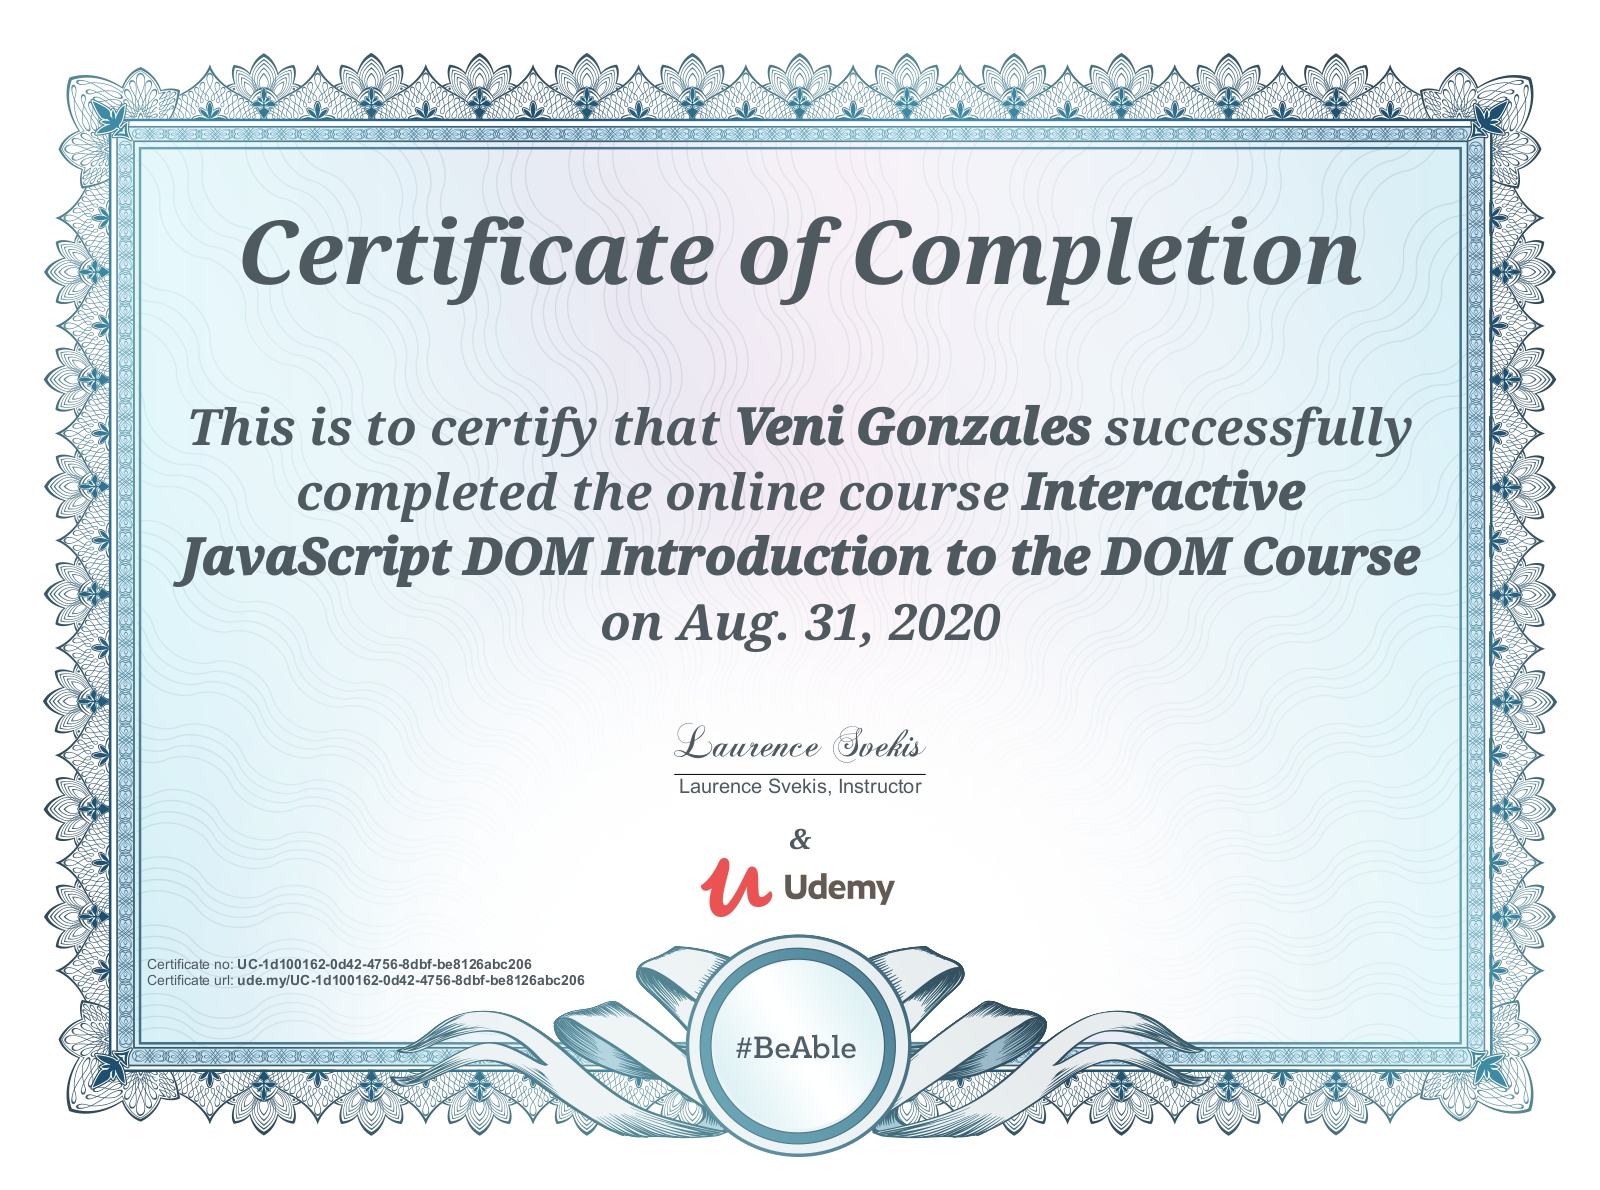 Certificate of Completion
This is to certify that Veni Gonzales successfully
completed the online course Interactive
JavaScript DOM Introduction to the DOM Course
on Aug. 31, 2020
Laurence Svekis
Laurence Svekis, Instructor
&
Udemy
Certificate no: UC-1d100162-0d42-4756-8dbf-be8126abc206
Certificate url: ude.my/UC-1d100162-0d42-4756-8dbf-be8126abc206
#BeAble